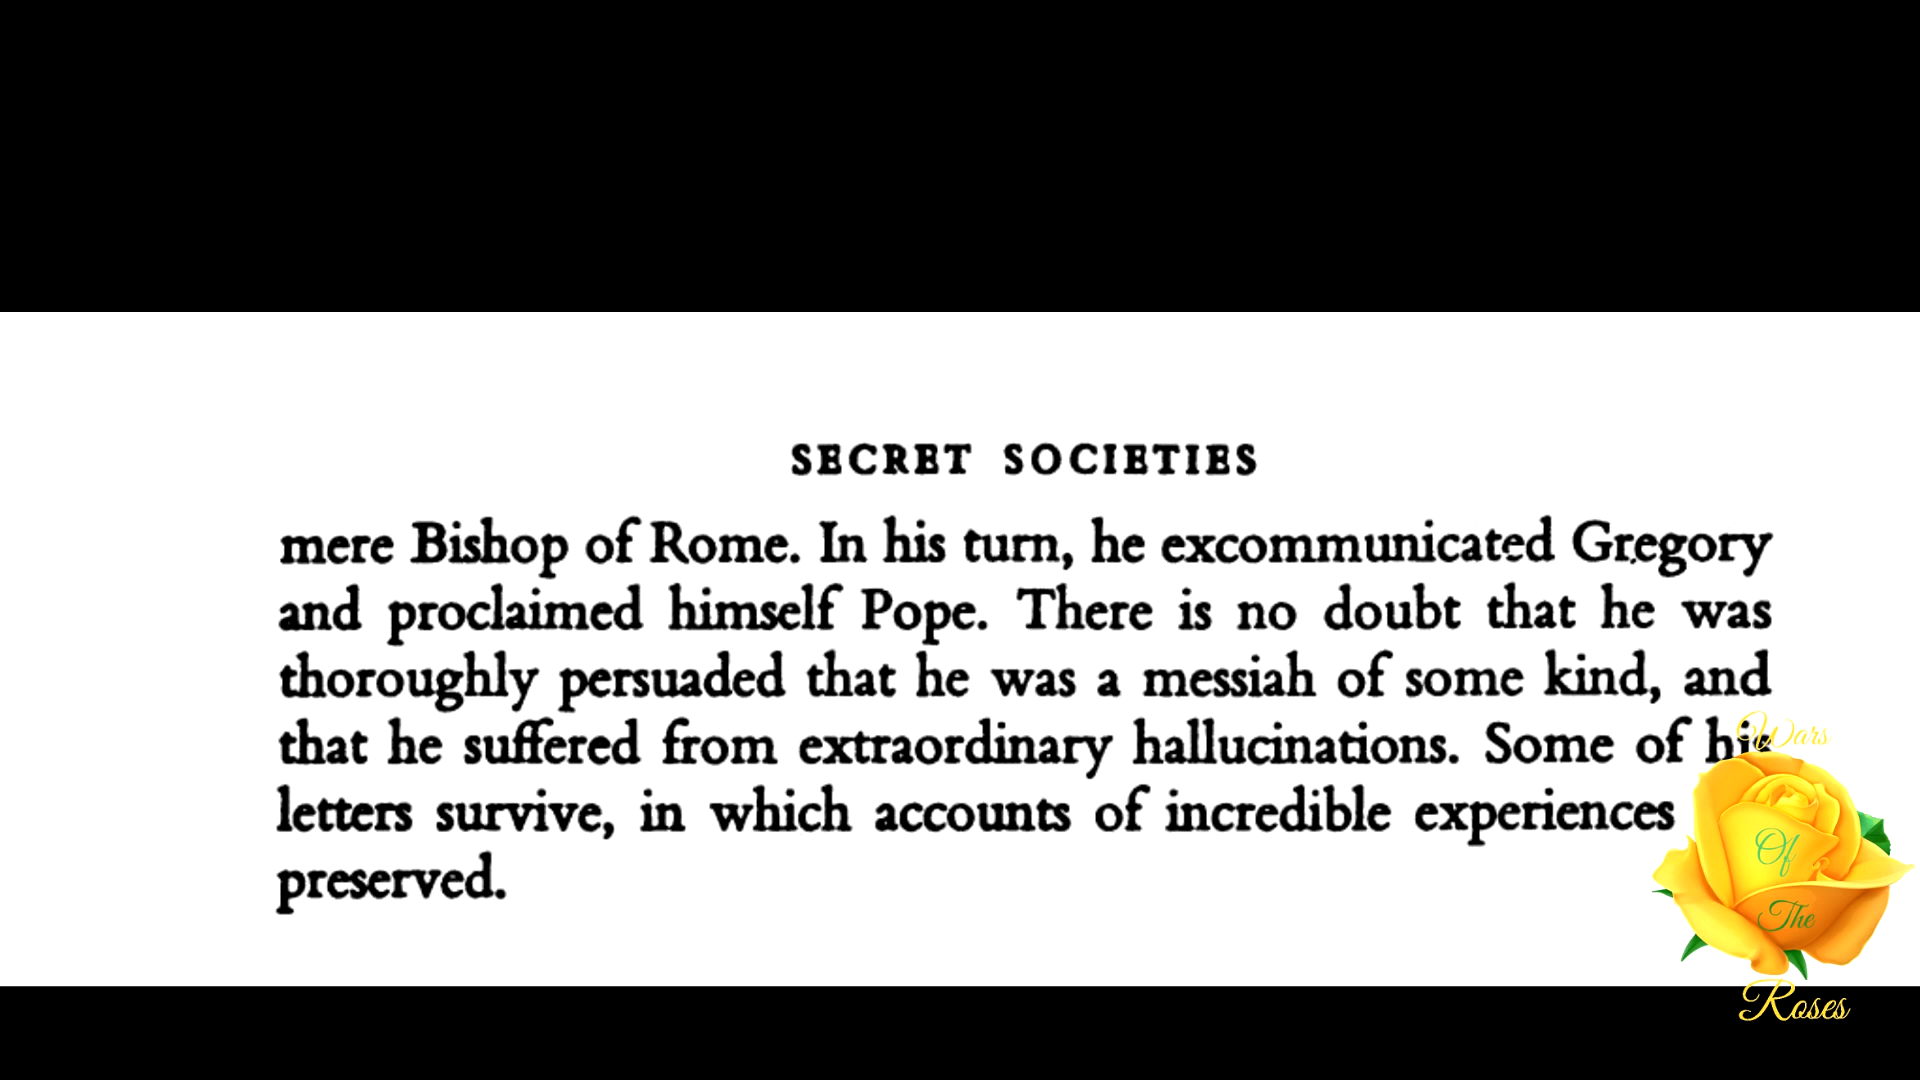 SECRET SOCIETIES
mere Bishop of Rome. In his turn, he excommunicated Gregory
and proclaimed himself Pope. There is no doubt that he was
thoroughly persuaded that he was a messiah of some kind, and
that he suffered from extraordinary hallucinations. Some of his
letters survive, in which accounts of incredible experiences
preserved.
Wars
Of
The
Roses